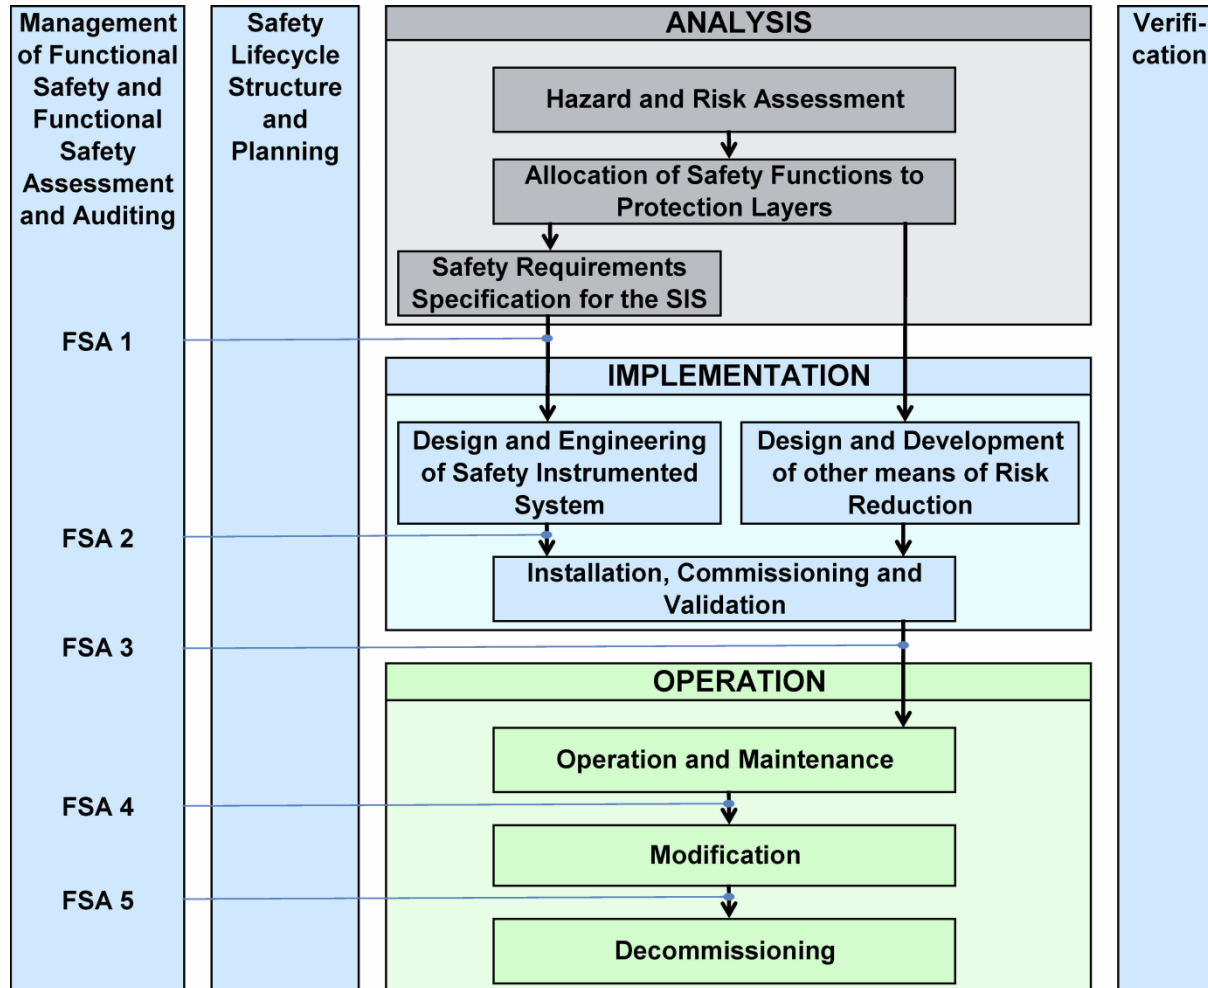 Management
of Functional
Safety and
Functional
Safety
Assessment
and Auditing
FSA 1
FSA 2
FSA 3
FSA 4
FSA 5
Safety
Lifecycle
Structure
and
Planning
ANALYSIS
Hazard and Risk Assessment
Allocation of Safety Functions to
Protection Layers
Safety Requirements
Specification for the SIS
IMPLEMENTATION
Design and Engineering
of Safety Instrumented
System
Design and Development
of other means of Risk
Reduction
Installation, Commissioning and
Validation
OPERATION
Operation and Maintenance
Modification
Decommissioning
Verifi-
cation